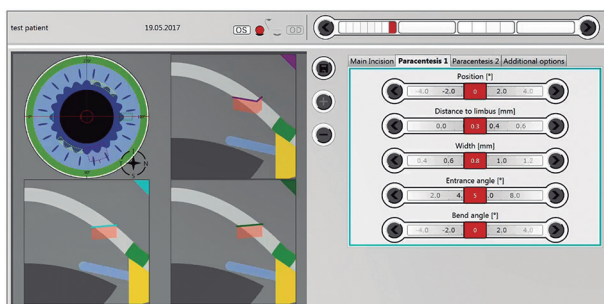 test patient 19.05.2017 OS OD
Main Incision Paracentesis 1 Paracentesis 2 Additional options
Position [°]
-4.0 -2.0 0 2.0 4.0
Distance to limbus [mm]
0.0 0.3 0.4 0.6
Width [mm]
0.4 0.6 0.8 1.0 1.2
Entrance angle [°]
2.0 4. 5 0 8.0
Bend angle [°]
-4.0 -2.0 0 2.0 4.0
N